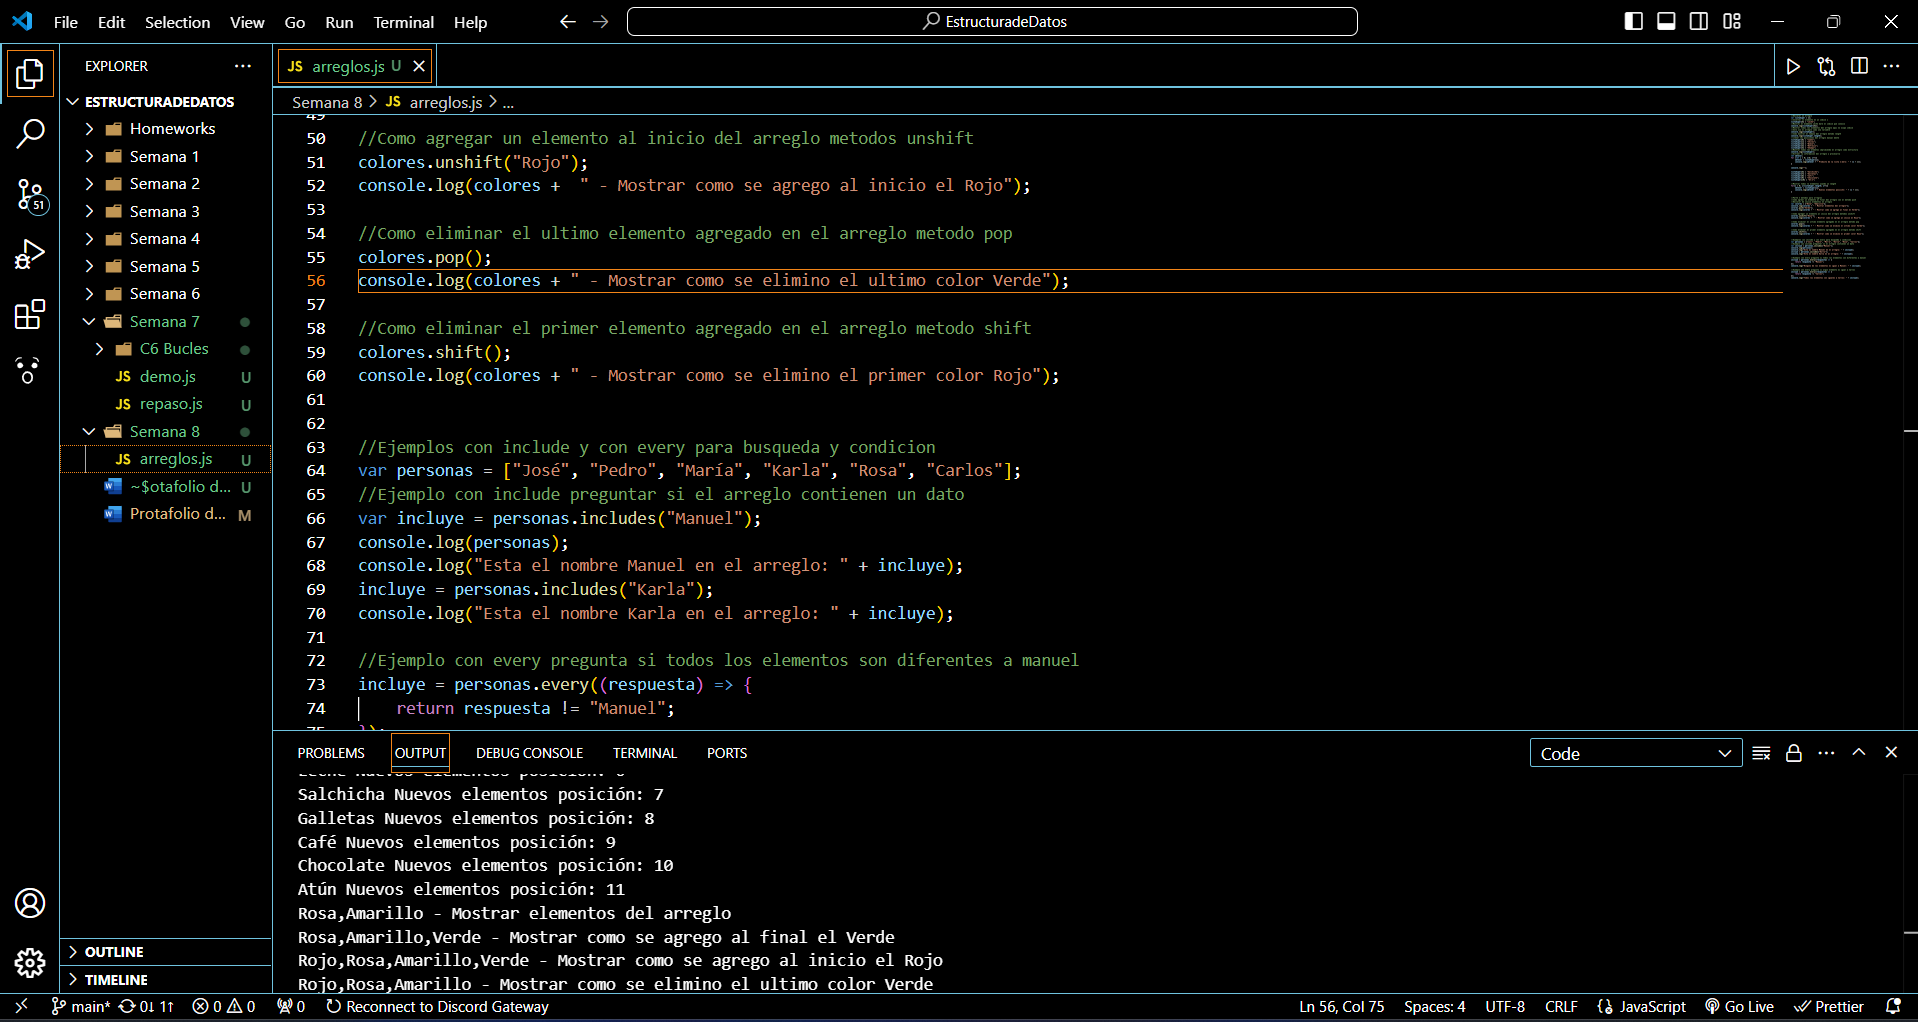 File Edit Selection View Go Run Terminal Help
EstructuradeDatos
EXPLORER
ESTRUCTURADEDATOS
Homeworks
Semana 1
Semana 2
Semana 3
Semana 4
Semana 5
Semana 6
Semana 7
C6 Bucles
JS demo.js U
JS repaso.js U
Semana 8
JS arreglos.js U
~$otafolio d... U
Protafolio d... M
OUTLINE
TIMELINE
51
JS arreglos.js U
Semana 8 > JS arreglos.js > ...
49
50 //Como agregar un elemento al inicio del arreglo metodos unshift
51 colores.unshift("Rojo");
52 console.log(colores +  " - Mostrar como se agrego al inicio el Rojo");
53
54 //Como eliminar el ultimo elemento agregado en el arreglo metodo pop
55 colores.pop();
56 console.log(colores + " - Mostrar como se elimino el ultimo color Verde");
57
58 //Como eliminar el primer elemento agregado en el arreglo metodo shift
59 colores.shift();
60 console.log(colores + " - Mostrar como se elimino el primer color Rojo");
61
62
63 //Ejemplos con include y con every para busqueda y condicion
64 var personas = ["José", "Pedro", "María", "Karla", "Rosa", "Carlos"];
65 //Ejemplo con include preguntar si el arreglo contienen un dato
66 var incluye = personas.includes("Manuel");
67 console.log(personas);
68 console.log("Esta el nombre Manuel en el arreglo: " + incluye);
69 incluye = personas.includes("Karla");
70 console.log("Esta el nombre Karla en el arreglo: " + incluye);
71
72 //Ejemplo con every pregunta si todos los elementos son diferentes a manuel
73 incluye = personas.every((respuesta) => {
74     return respuesta != "Manuel";
75 });
PROBLEMS OUTPUT DEBUG CONSOLE TERMINAL PORTS
Code
Leche Nuevos elementos posición: 6
Salchicha Nuevos elementos posición: 7
Galletas Nuevos elementos posición: 8
Café Nuevos elementos posición: 9
Chocolate Nuevos elementos posición: 10
Atún Nuevos elementos posición: 11
Rosa,Amarillo - Mostrar elementos del arreglo
Rosa,Amarillo,Verde - Mostrar como se agrego al final el Verde
Rojo,Rosa,Amarillo,Verde - Mostrar como se agrego al inicio el Rojo
Rojo,Rosa,Amarillo - Mostrar como se elimino el ultimo color Verde
main* 0↓ 1↑ 0 0 0 Reconnect to Discord Gateway Ln 56, Col 75 Spaces: 4 UTF-8 CRLF {} JavaScript Go Live Prettier